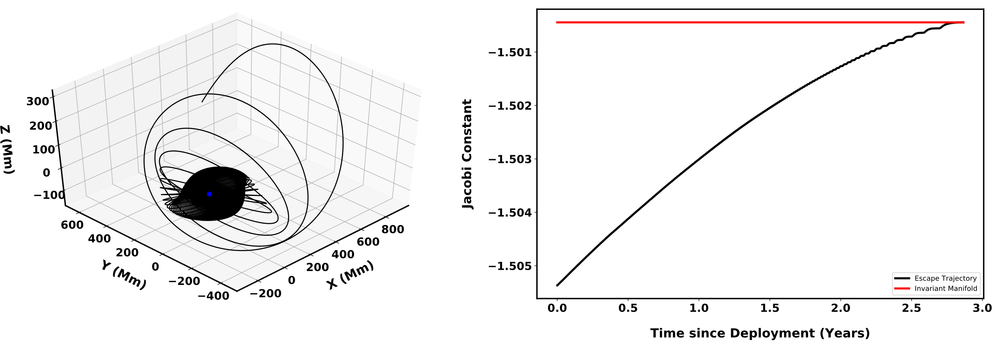 300
200
100
0
−100
Z (Mm)
600
400
200
0
−200
−400
Y (Mm)
−200
0
200
400
600
800
X (Mm)
Jacobi Constant
−1.501
−1.502
−1.503
−1.504
−1.505
Escape Trajectory
Invariant Manifold
0.0 0.5 1.0 1.5 2.0 2.5 3.0
Time since Deployment (Years)